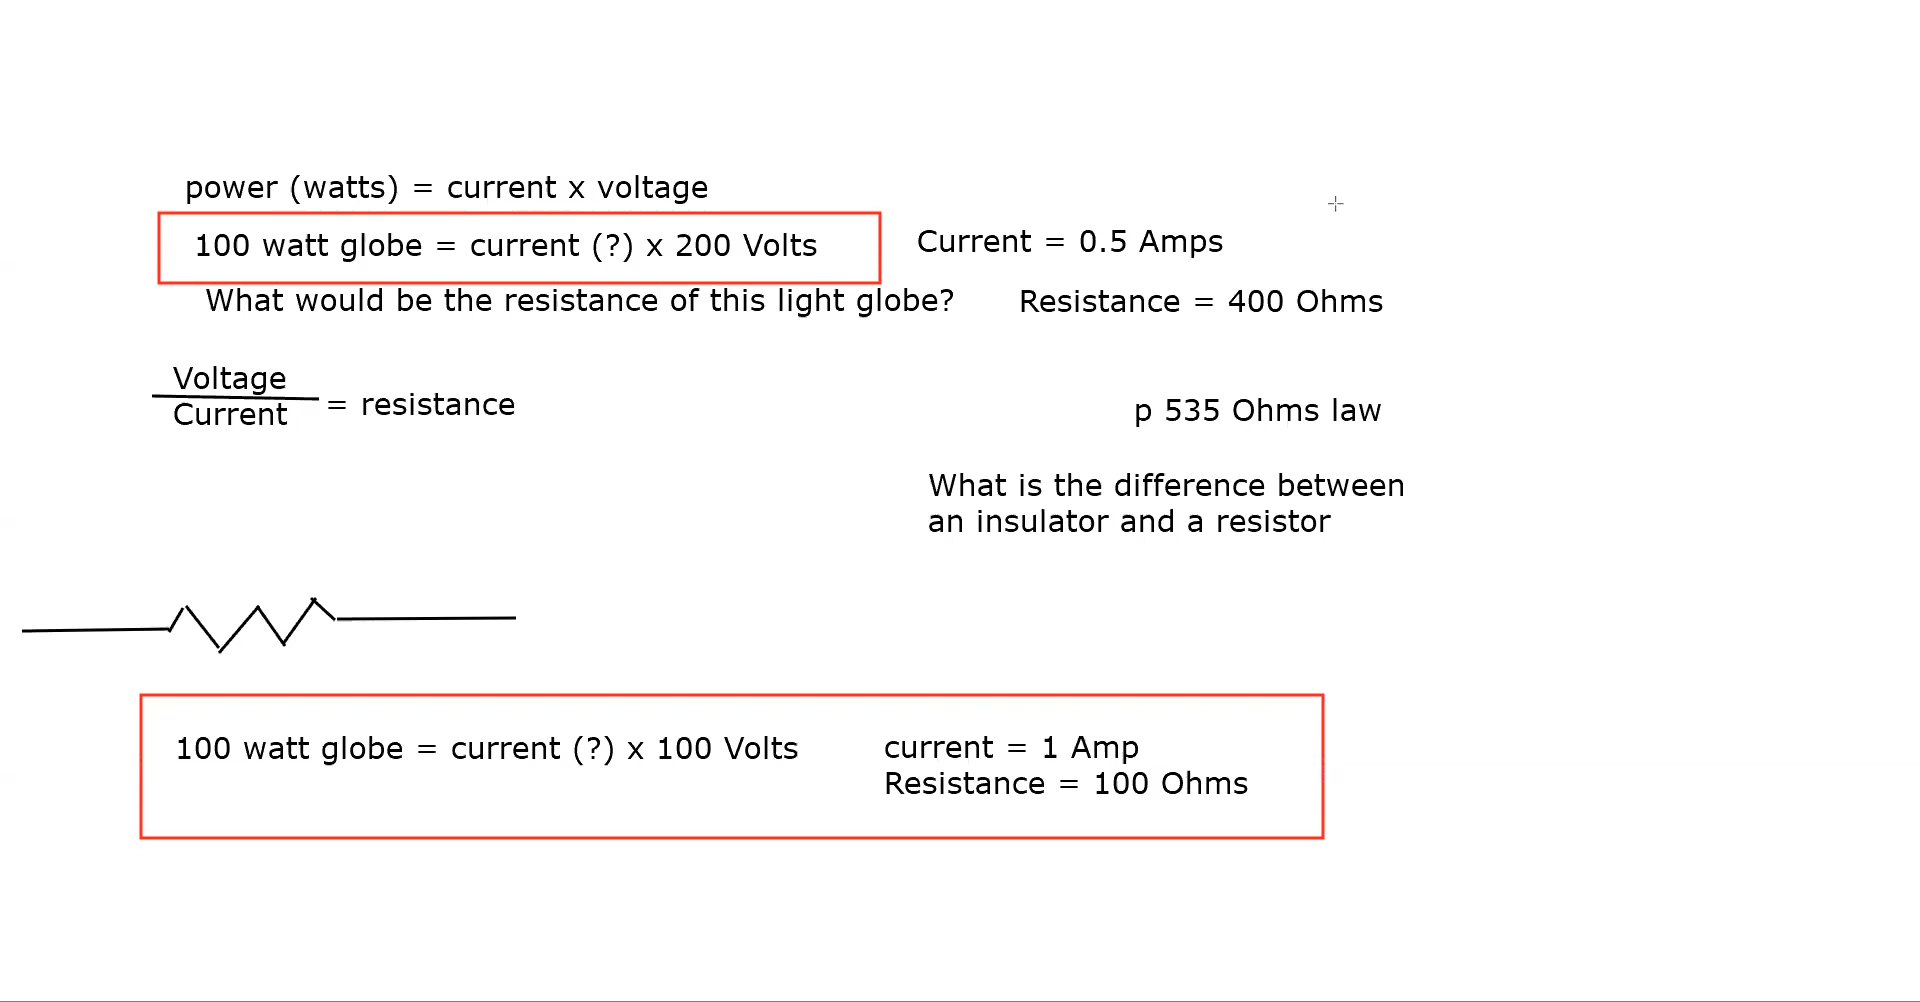 power (watts) = current x voltage
100 watt globe = current (?) x 200 Volts
Current = 0.5 Amps
What would be the resistance of this light globe?
Resistance = 400 Ohms
Voltage
Current
= resistance
p 535 Ohms law
What is the difference between
an insulator and a resistor
100 watt globe = current (?) x 100 Volts
current = 1 Amp
Resistance = 100 Ohms